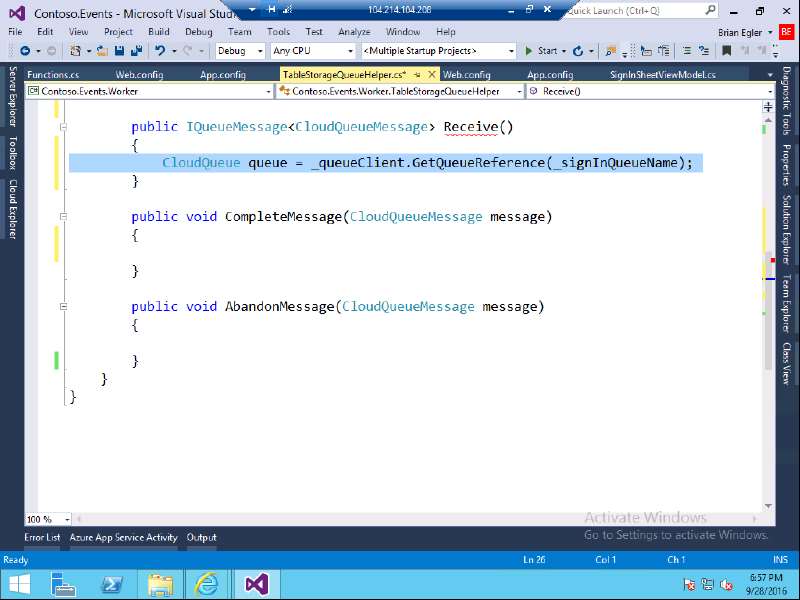 Contoso.Events - Microsoft Visual Stud
104.214.104.208
Quick Launch (Ctrl+Q)
File Edit View Project Build Debug Team Tools Test Analyze Window Help
Brian Egler BE
Debug Any CPU <Multiple Startup Projects> Start
Functions.cs Web.config App.config TableStorageQueueHelper.cs* Web.config App.config SignInSheetViewModel.cs
Contoso.Events.Worker Contoso.Events.Worker.TableStorageQueueHelper Receive()
Server Explorer
Toolbox
Cloud Explorer
public IQueueMessage<CloudQueueMessage> Receive()
{
CloudQueue queue = _queueClient.GetQueueReference(_signInQueueName);
}
public void CompleteMessage(CloudQueueMessage message)
{
}
public void AbandonMessage(CloudQueueMessage message)
{
}
}
}
Diagnostic Tools
Properties
Solution Explorer
Team Explorer
Class View
100 %
Activate Windows
Go to Settings to activate Windows.
Error List Azure App Service Activity Output
Ready Ln 26 Col 1 Ch 1 INS
6:57 PM
9/28/2016